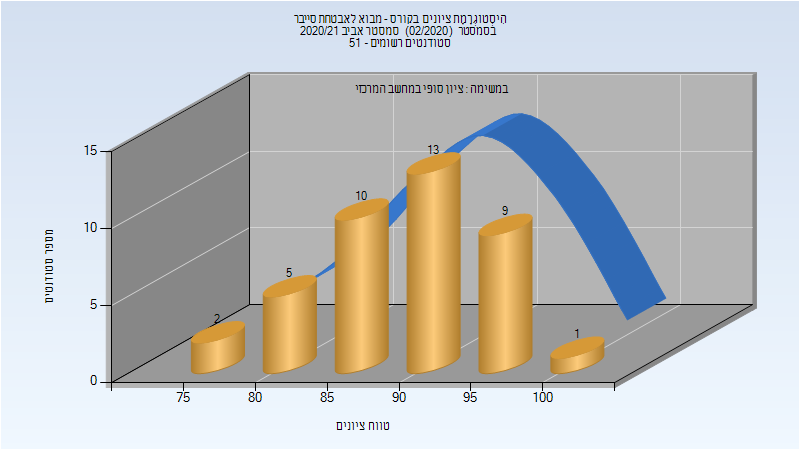 היסטוגרמת ציונים בקורס - מבוא לאבטחת סייבר
בסמסטר (02/2020) סמסטר אביב 2020/21
סטודנטים רשומים - 51
במשימה : ציון סופי במחשב המרכזי
מספר סטודנטים
15
10
5
0
2
5
10
13
9
1
75
80
85
90
95
100
טווח ציונים